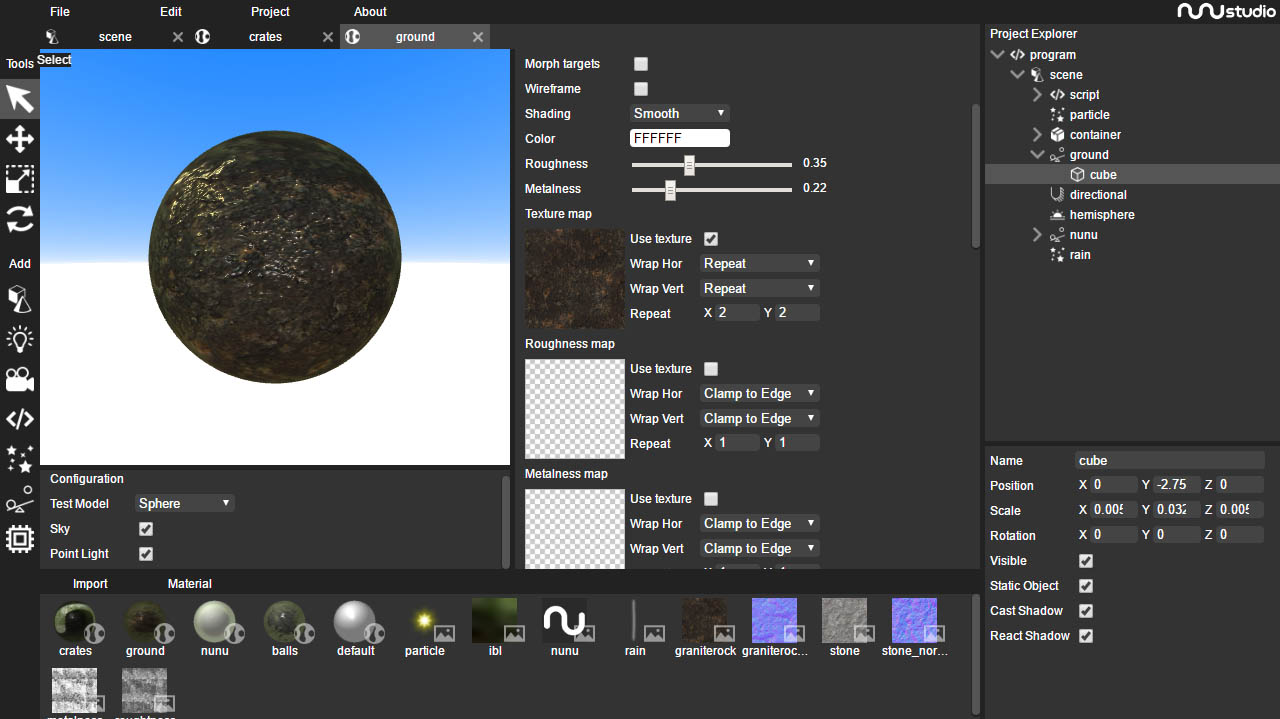 File Edit Project About
nunustudio
scene crates ground
Tools
Select
Add
Morph targets
Wireframe
Shading Smooth
Color FFFFFF
Roughness 0.35
Metalness 0.22
Texture map
Use texture
Wrap Hor Repeat
Wrap Vert Repeat
Repeat X 2 Y 2
Roughness map
Use texture
Wrap Hor Clamp to Edge
Wrap Vert Clamp to Edge
Repeat X 1 Y 1
Metalness map
Use texture
Wrap Hor Clamp to Edge
Wrap Vert Clamp to Edge
Configuration
Test Model Sphere
Sky
Point Light
Import Material
crates ground nunu balls default particle ibl nunu rain graniterock graniteroc... stone stone_nor...
Project Explorer
program
scene
script
particle
container
ground
cube
directional
hemisphere
nunu
rain
Name cube
Position X 0 Y -2.75 Z 0
Scale X 0.005 Y 0.032 Z 0.005
Rotation X 0 Y 0 Z 0
Visible
Static Object
Cast Shadow
React Shadow